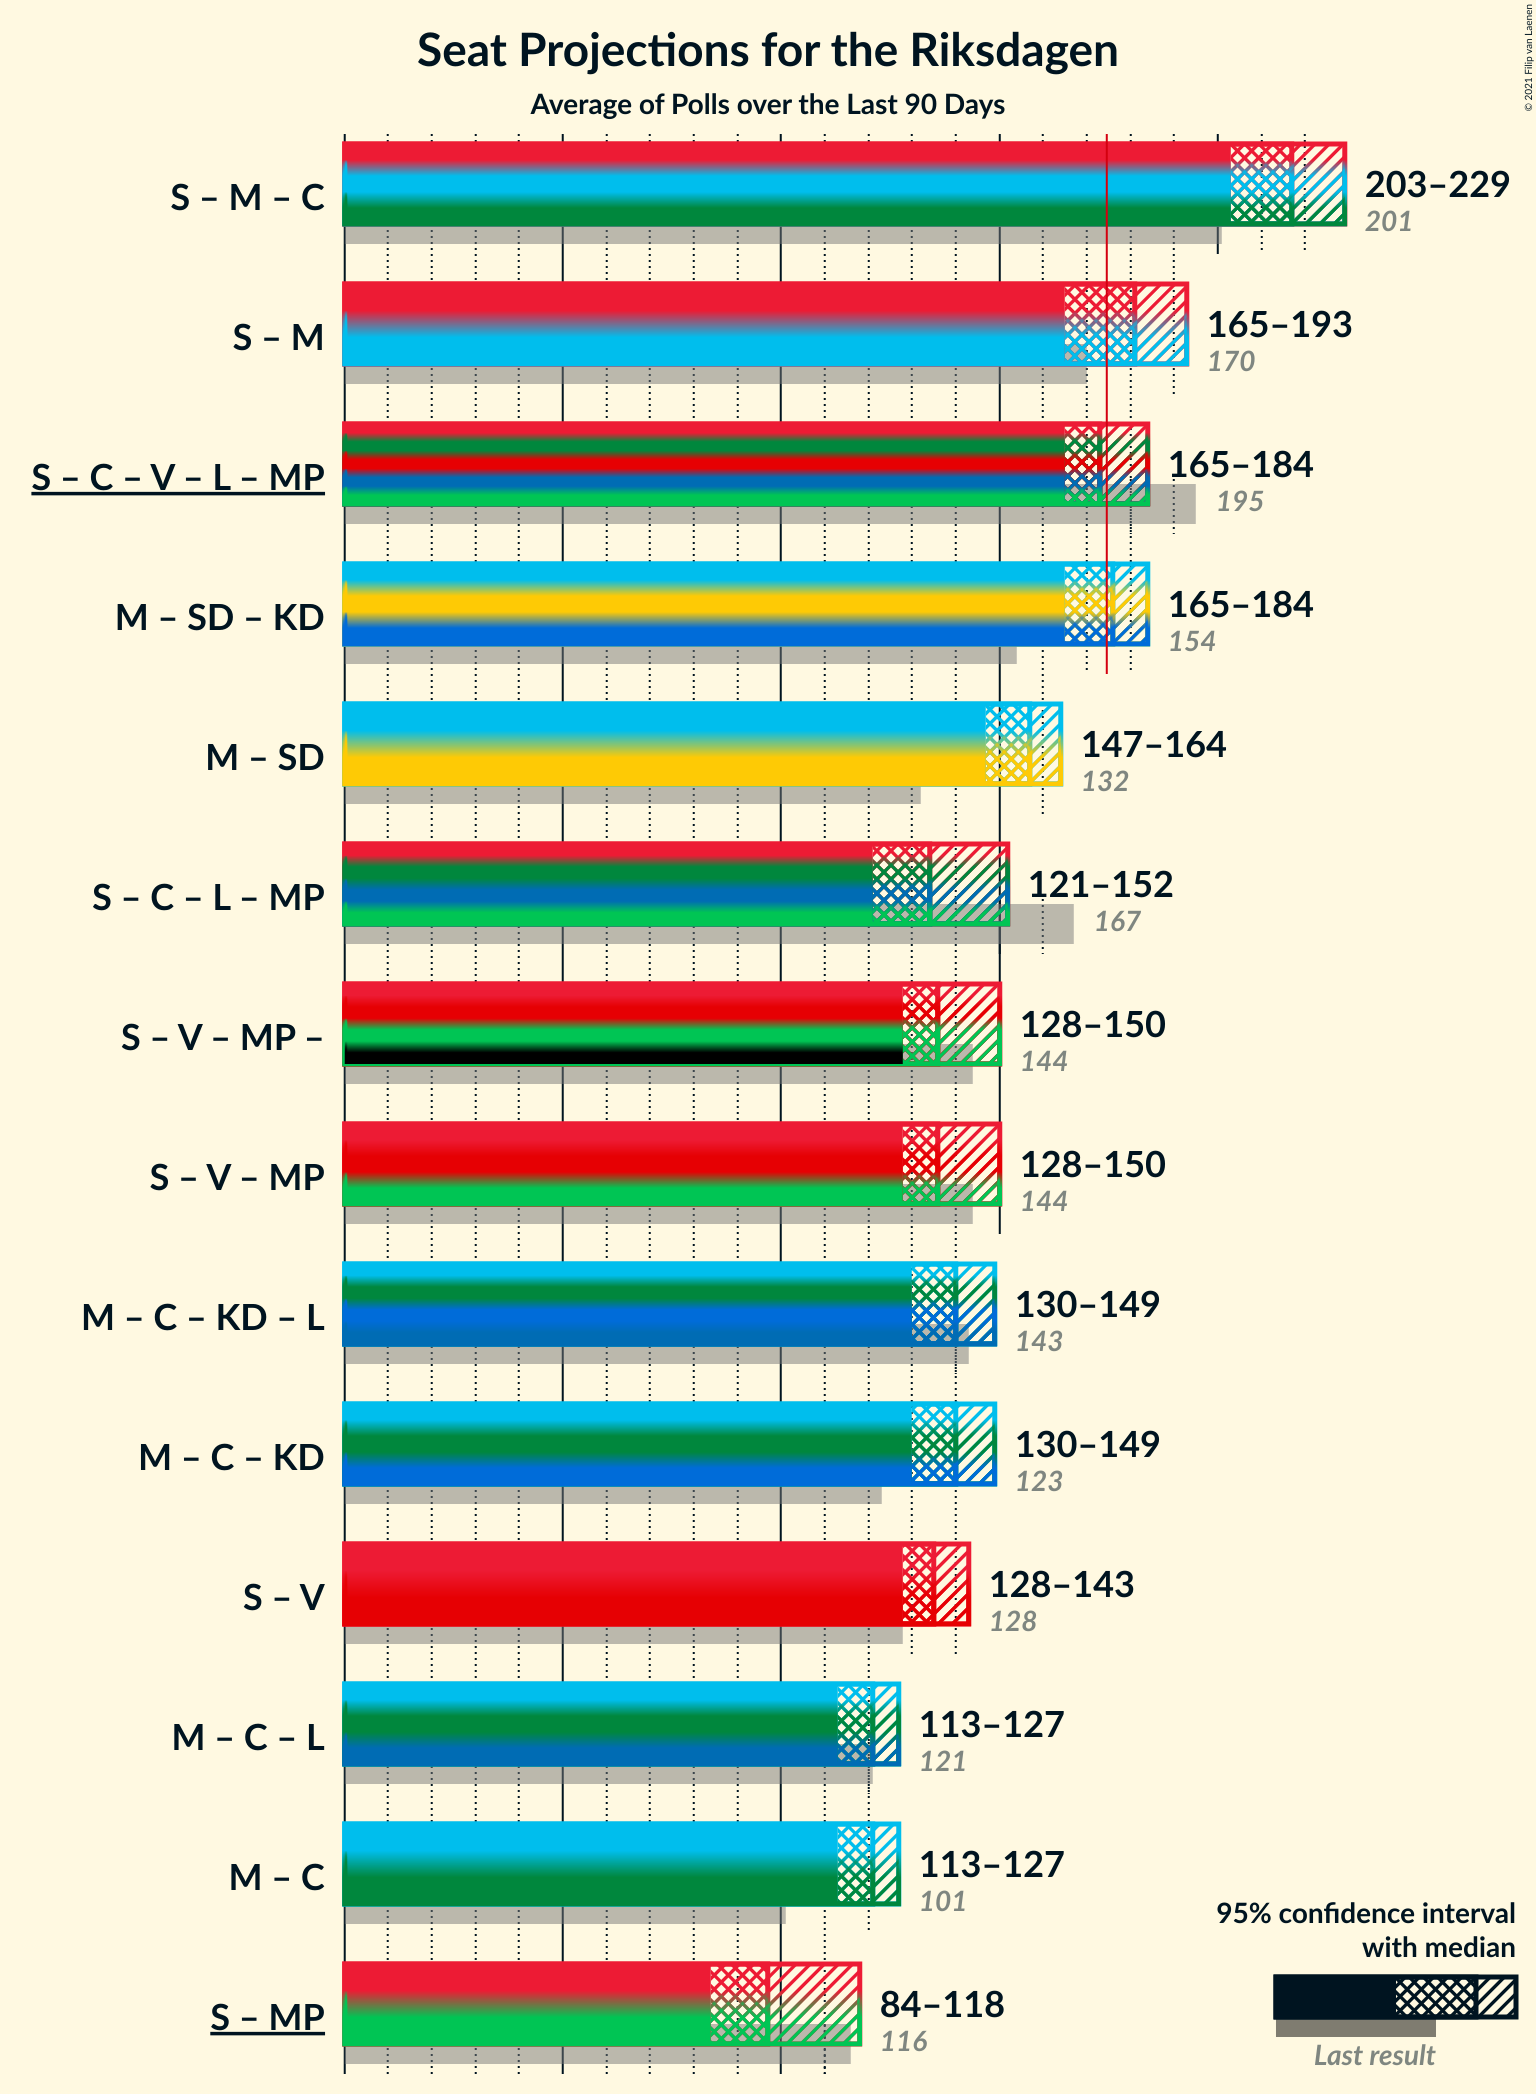 Seat Projections for the Riksdagen
Average of Polls over the Last 90 Days
© 2021 Filip van Laenen
S – M – C
203–229
201
S – M
165–193
170
S – C – V – L – MP
165–184
195
M – SD – KD
165–184
154
M – SD
147–164
132
S – C – L – MP
121–152
167
S – V – MP –
128–150
144
S – V – MP
128–150
144
M – C – KD – L
130–149
143
M – C – KD
130–149
123
S – V
128–143
128
M – C – L
113–127
121
M – C
113–127
101
S – MP
84–118
116
95% confidence interval
with median
Last result